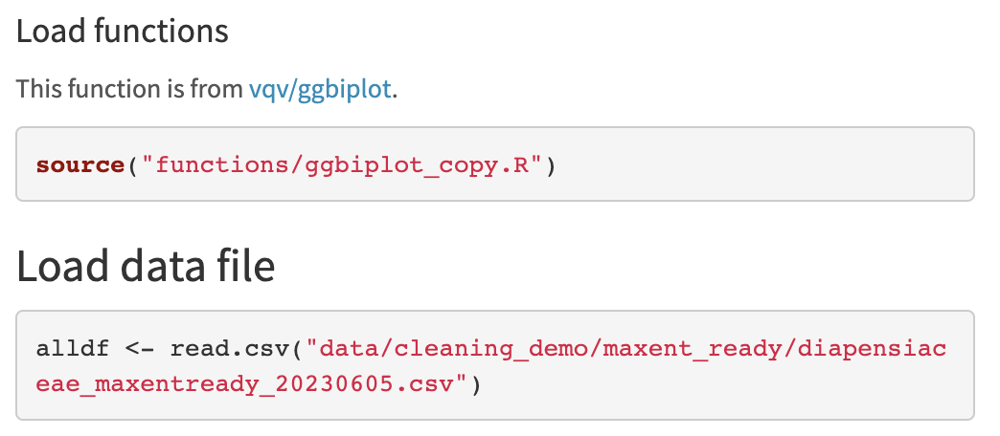 Load functions
This function is from vqv/ggbiplot.
source("functions/ggbiplot_copy.R")
Load data file
alldf <- read.csv("data/cleaning_demo/maxent_ready/diapensiac
eae_maxentready_20230605.csv")